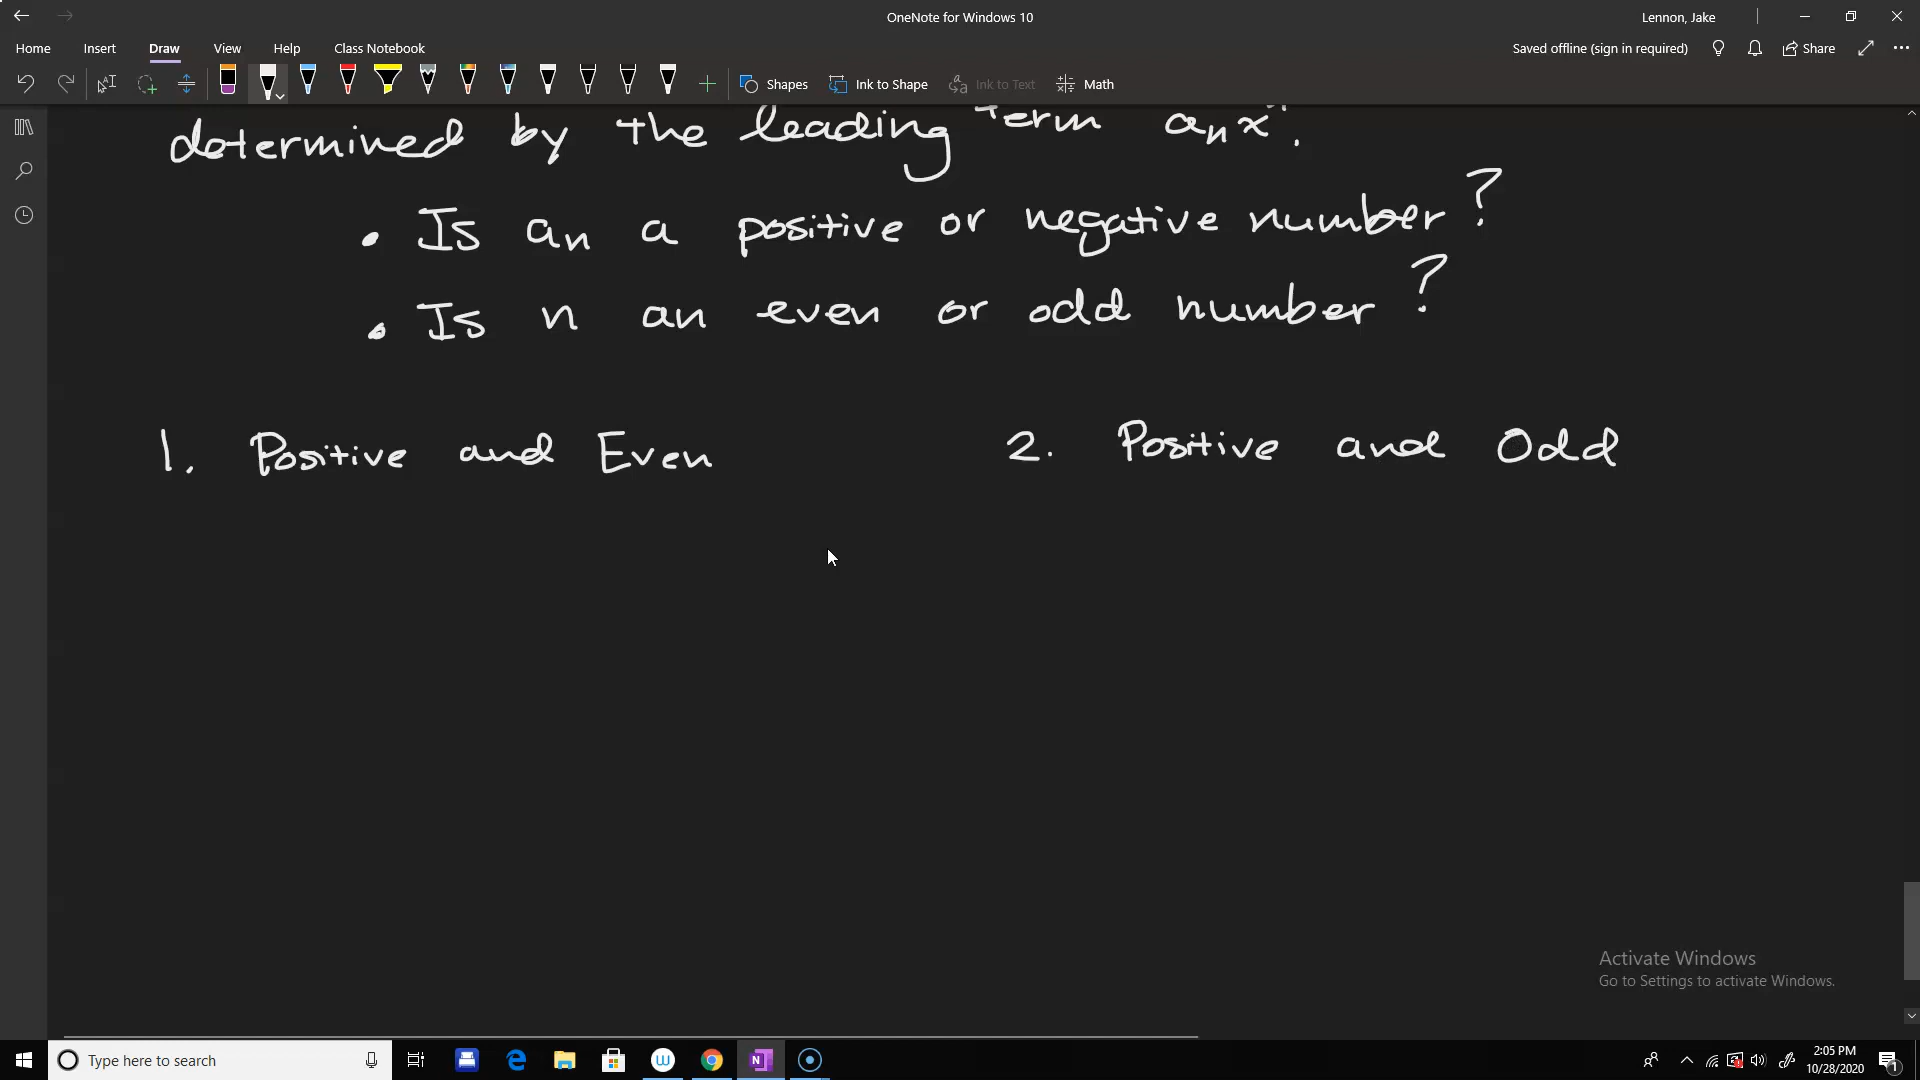 OneNote for Windows 10
Lennon, Jake
Home Insert Draw View Help Class Notebook
Saved offline (sign in required) Share
Shapes Ink to Shape Ink to Text Math
determined by the leading term aₙxⁿ.
• Is aₙ a positive or negative number?
• Is n an even or odd number?
1. Positive and Even 2. Positive and Odd
Activate Windows
Go to Settings to activate Windows.
Type here to search
2:05 PM
10/28/2020